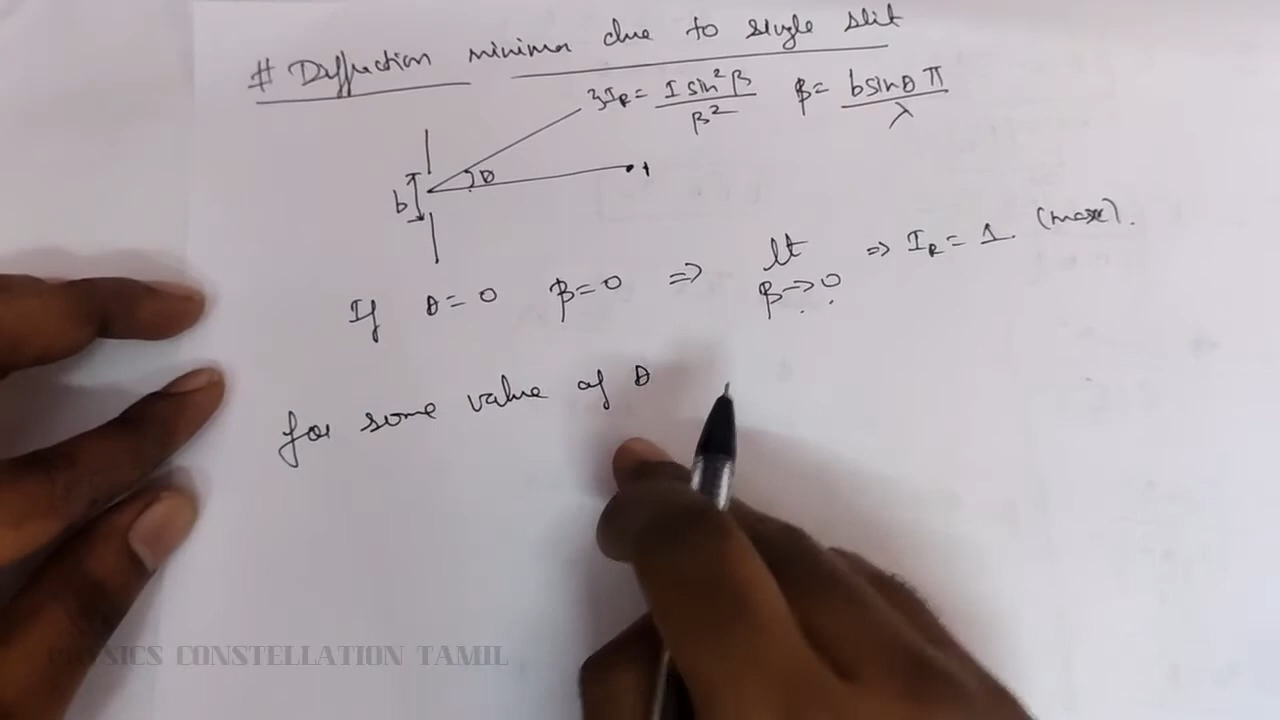 # Diffraction minima due to single slit
I_R = I sin²β / β² β = b sinθ π / λ
θ
b
If θ = 0 β = 0 ⇒ lt β→0 ⇒ I_R = 1. (max).
for some value of θ
PHYSICS CONSTELLATION TAMIL